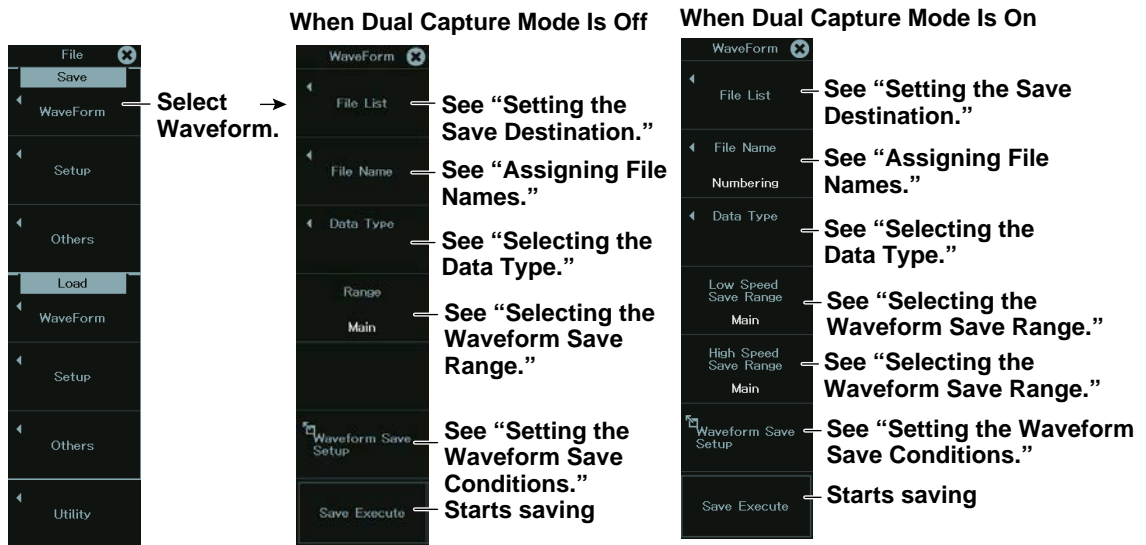 When Dual Capture Mode Is Off
When Dual Capture Mode Is On
File
Save
WaveForm
Setup
Others
Load
WaveForm
Setup
Others
Utility
Select
Waveform.
WaveForm
File List
File Name
Data Type
Range
Main
Waveform Save
Setup
Save Execute
See “Setting the
Save Destination.”
See “Assigning File
Names.”
See “Selecting the
Data Type.”
See “Selecting the
Waveform Save
Range.”
See “Setting the
Waveform Save
Conditions.”
Starts saving
WaveForm
File List
File Name
Numbering
Data Type
Low Speed
Save Range
Main
High Speed
Save Range
Main
Waveform Save
Setup
Save Execute
See “Setting the Save
Destination.”
See “Assigning File
Names.”
See “Selecting the
Data Type.”
See “Selecting the
Waveform Save Range.”
See “Selecting the
Waveform Save Range.”
See “Setting the Waveform
Save Conditions.”
Starts saving